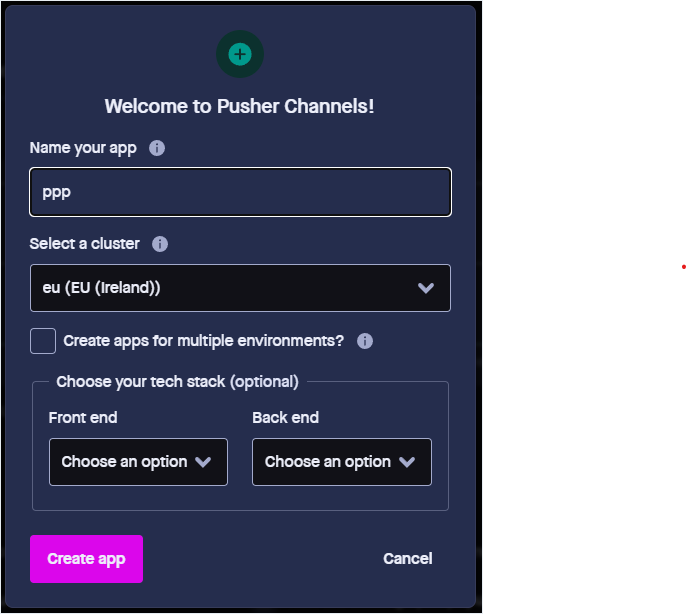 Welcome to Pusher Channels!
Name your app
ppp
Select a cluster
eu (EU (Ireland))
Create apps for multiple environments?
Choose your tech stack (optional)
Front end Back end
Choose an option Choose an option
Create app Cancel